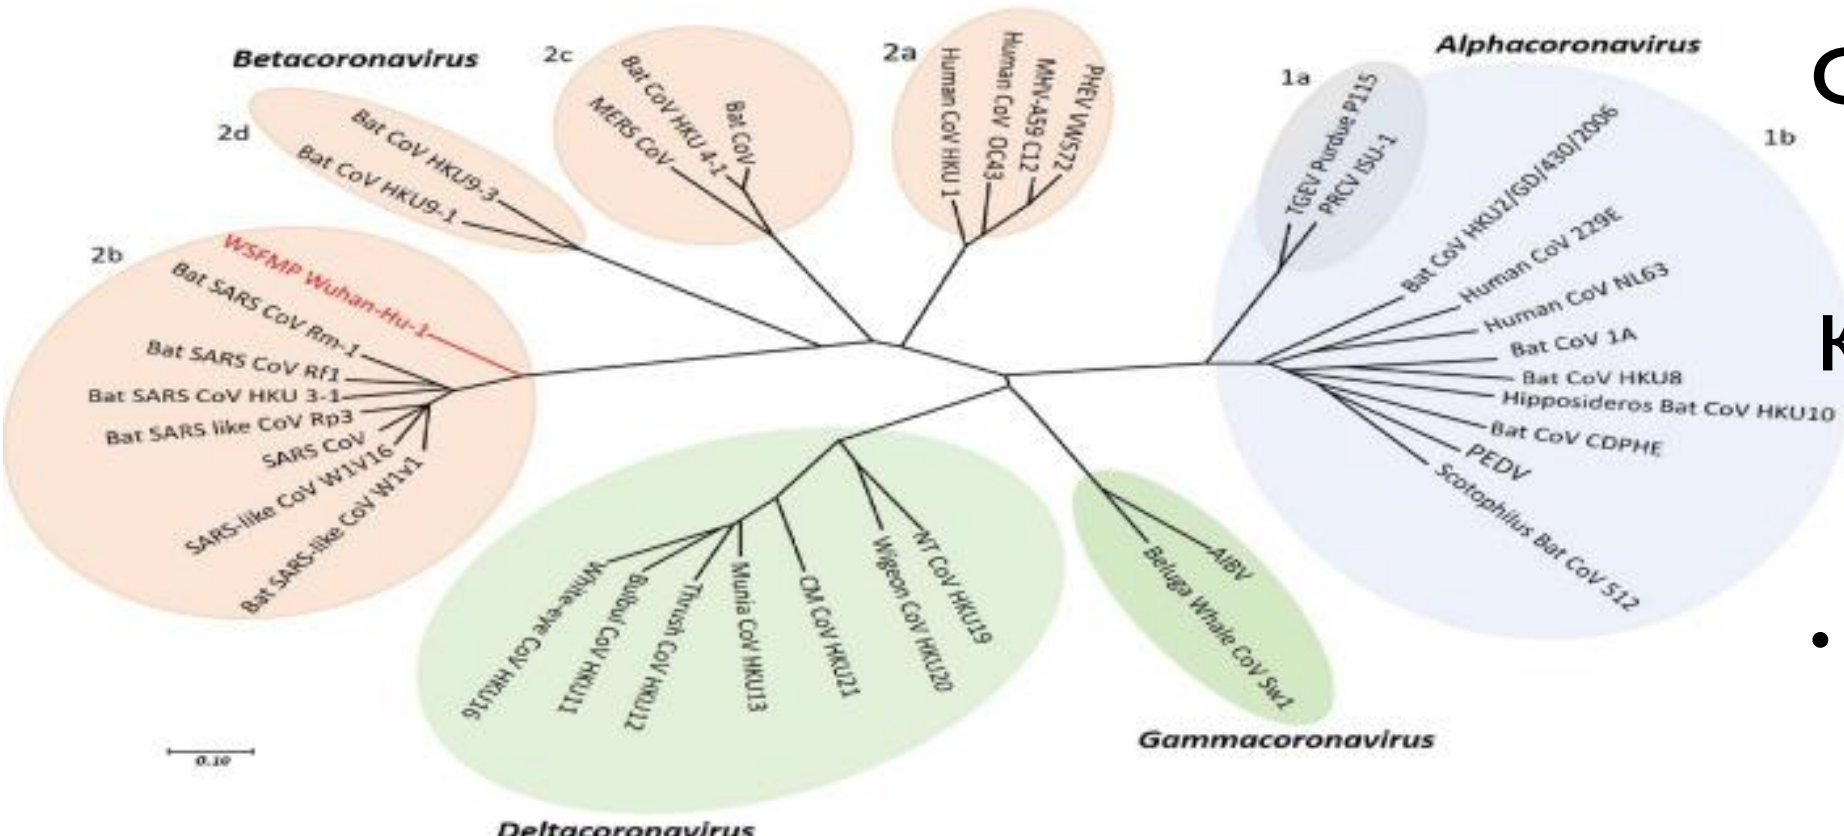 Betacoronavirus
2d
Bat CoV HKU9-3
Bat CoV HKU9-1
2c
MERS CoV
Bat CoV HKU 4-1
Bat CoV
2a
Human CoV HKU 1
Human CoV OC43
MHV-A59 C12
PHEV VW572
Alphacoronavirus
1a
TGEV Purdue P115
PRCV ISU-1
1b
Bat CoV HKU2/GD/430/2006
Human CoV 229E
Human CoV NL63
Bat CoV 1A
Bat CoV HKU8
Hipposideros Bat CoV HKU10
Bat CoV CDPHE
PEDV
Scotophilus Bat CoV 512
2b
WSFMP Wuhan-Hu-1
Bat SARS CoV Rm-1
Bat SARS CoV Rf1
Bat SARS CoV HKU 3-1
Bat SARS like CoV Rp3
SARS CoV
SARS-like CoV W1V16
Bat SARS-like CoV W1v1
White-eye CoV HKU16
Bulbul CoV HKU11
Thrush CoV HKU12
Munia CoV HKU13
CM CoV HKU21
Wigeon CoV HKU20
NT CoV HKU19
Deltacoronavirus
AIBV
Beluga Whale CoV Sw1
Gammacoronavirus
0.10